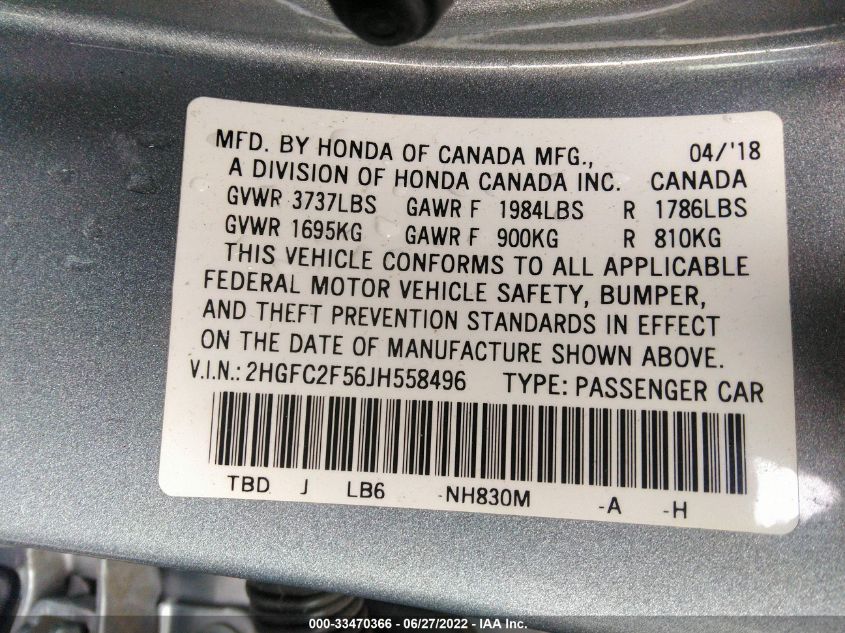 MFD. BY HONDA OF CANADA MFG., 04/'18
A DIVISION OF HONDA CANADA INC. CANADA
GVWR 3737LBS GAWR F 1984LBS R 1786LBS
GVWR 1695KG GAWR F 900KG R 810KG
THIS VEHICLE CONFORMS TO ALL APPLICABLE
FEDERAL MOTOR VEHICLE SAFETY, BUMPER,
AND THEFT PREVENTION STANDARDS IN EFFECT
ON THE DATE OF MANUFACTURE SHOWN ABOVE.
V.I.N.: 2HGFC2F56JH558496 TYPE: PASSENGER CAR
TBD J LB6 -NH830M -A -H
000-33470366 - 06/27/2022 - IAA Inc.